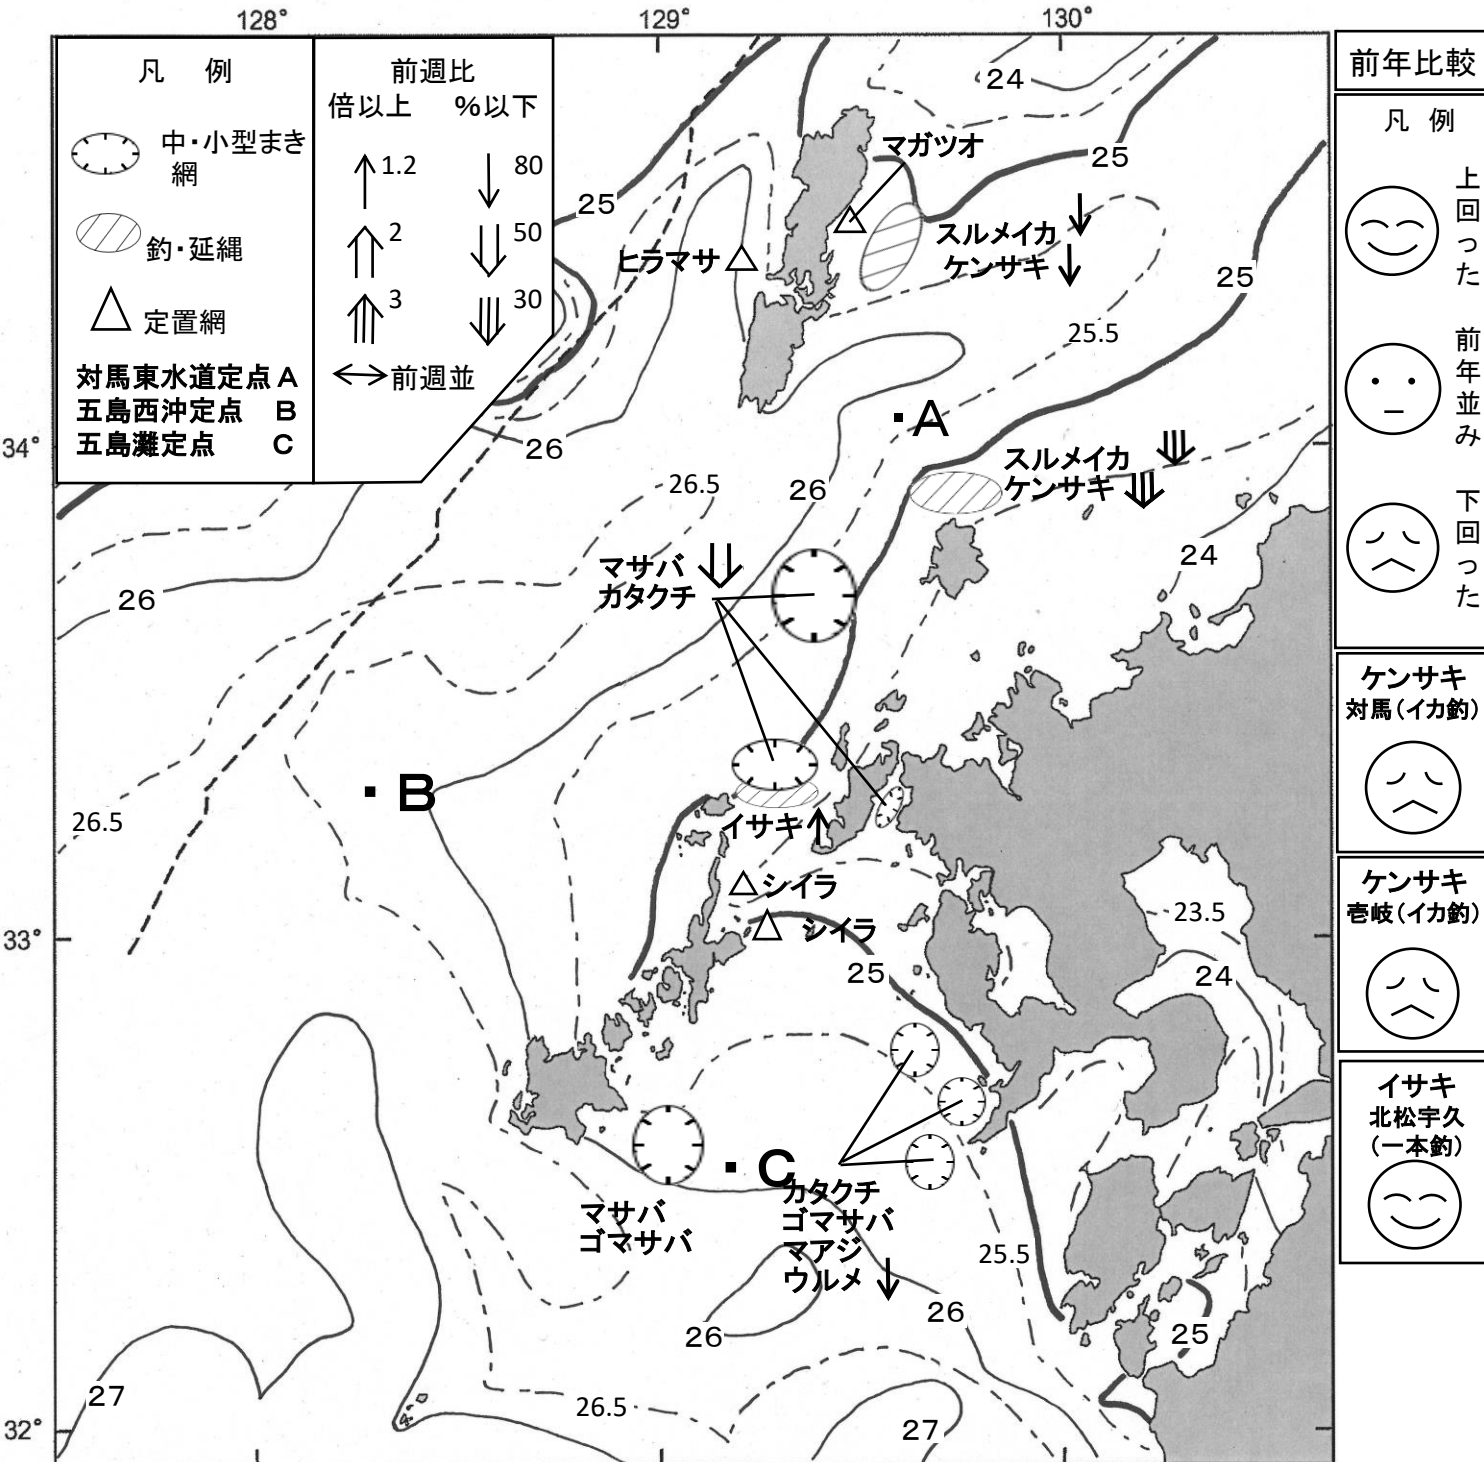 128°
129°
130°
凡 例
中・小型まき
網
釣・延縄
定置網
対馬東水道定点 A
五島西沖定点 B
五島灘定点 C
前週比
倍以上 %以下
1.2 80
2 50
3 30
前週並
24
マガツオ
25
25
スルメイカ
ケンサキ
ヒラマサ
25
25.5
A
34°
26
26.5
26
スルメイカ
ケンサキ
24
マサバ
カタクチ
26
B
26.5
イサキ
シイラ
シイラ
23.5
33°
25
24
C
カタクチ
ゴマサバ
マアジ
ウルメ
マサバ
ゴマサバ
25.5
26
26
25
27
26.5
27
32°
前年比較
凡 例
上回った
前年並み
下回った
ケンサキ
対馬(イカ釣)
ケンサキ
壱岐(イカ釣)
イサキ
北松宇久
(一本釣)